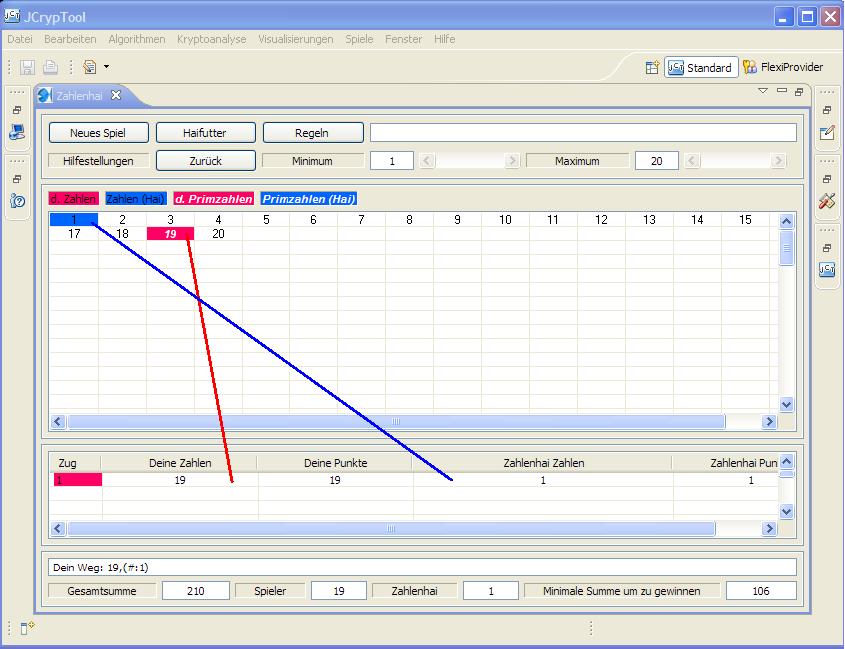 JCrypTool
Datei Bearbeiten Algorithmen Kryptoanalyse Visualisierungen Spiele Fenster Hilfe
JCT Standard FlexiProvider
Zahlenhai
Neues Spiel Haifutter Regeln
Hilfestellungen Zurück Minimum 1 Maximum 20
d. Zahlen Zahlen (Hai) d. Primzahlen Primzahlen (Hai)
1 2 3 4 5 6 7 8 9 10 11 12 13 14 15
17 18 19 20
Zug Deine Zahlen Deine Punkte Zahlenhai Zahlen Zahlenhai Pun
1 19 19 1 1
Dein Weg: 19,(#:1)
Gesamtsumme 210 Spieler 19 Zahlenhai 1 Minimale Summe um zu gewinnen 106